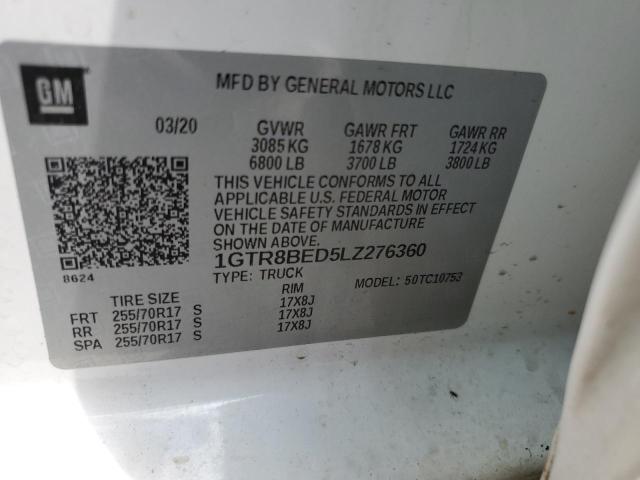 GM
MFD BY GENERAL MOTORS LLC
03/20 GVWR GAWR FRT GAWR RR
3085 KG 1678 KG 1724 KG
6800 LB 3700 LB 3800 LB
THIS VEHICLE CONFORMS TO ALL
APPLICABLE U.S. FEDERAL MOTOR
VEHICLE SAFETY STANDARDS IN EFFECT
ON THE DATE OF MANUFACTURE
SHOWN ABOVE.
1GTR8BED5LZ276360
8624
TYPE: TRUCK MODEL: 50TC10753
TIRE SIZE RIM
FRT 255/70R17 S 17X8J
RR 255/70R17 S 17X8J
SPA 255/70R17 S 17X8J